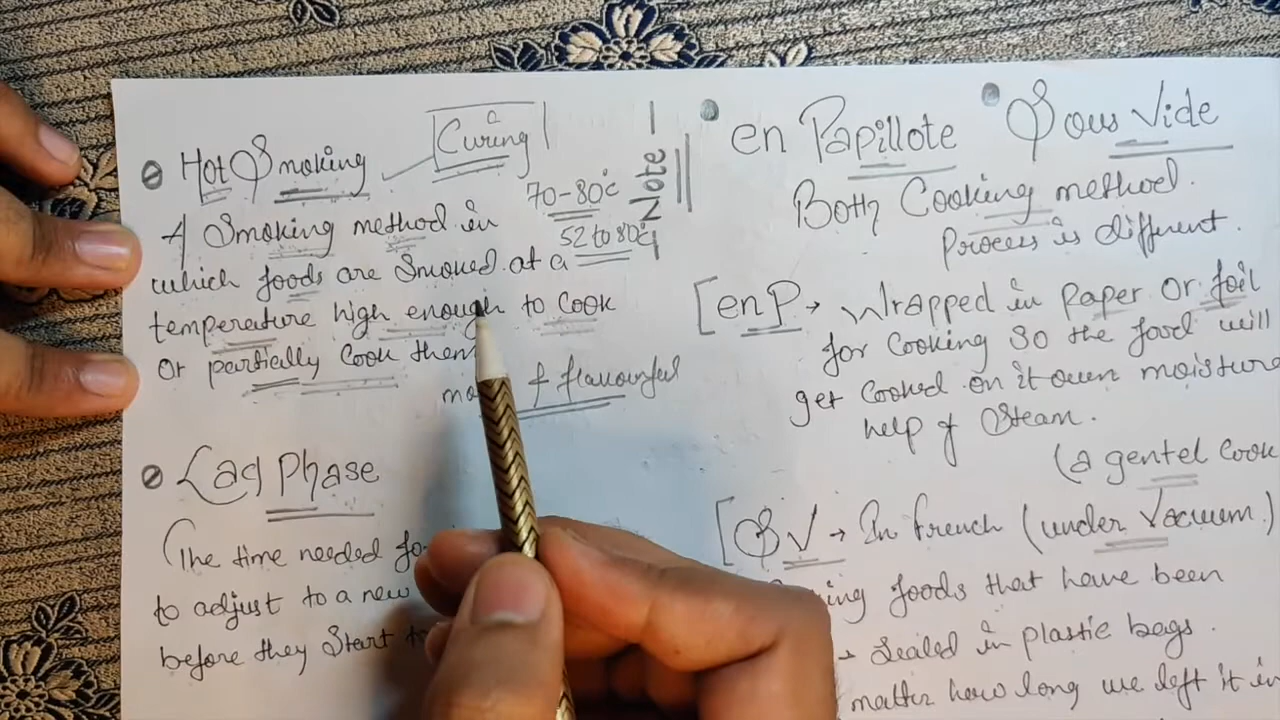 Hot Smoking
a
Curing
70-80°c
52 to 80°c
A Smoking method in
which foods are Smoked at a
temperature high enough to Cook
or partially Cook them
flavourful
Lag Phase
(The time needed
to adjust to a new
before they Start
Note
en Papillote
Sous Vide
Both Cooking method.
Process is different.
[en P → Wrapped in Paper Or foil
for Cooking So the food will
get Cooked on it own moisture
help of Steam.
(a gentel Cook
[SV → In French (under Vacuum)
foods that have been
Sealed in plastic bags.
matter how long we left it in